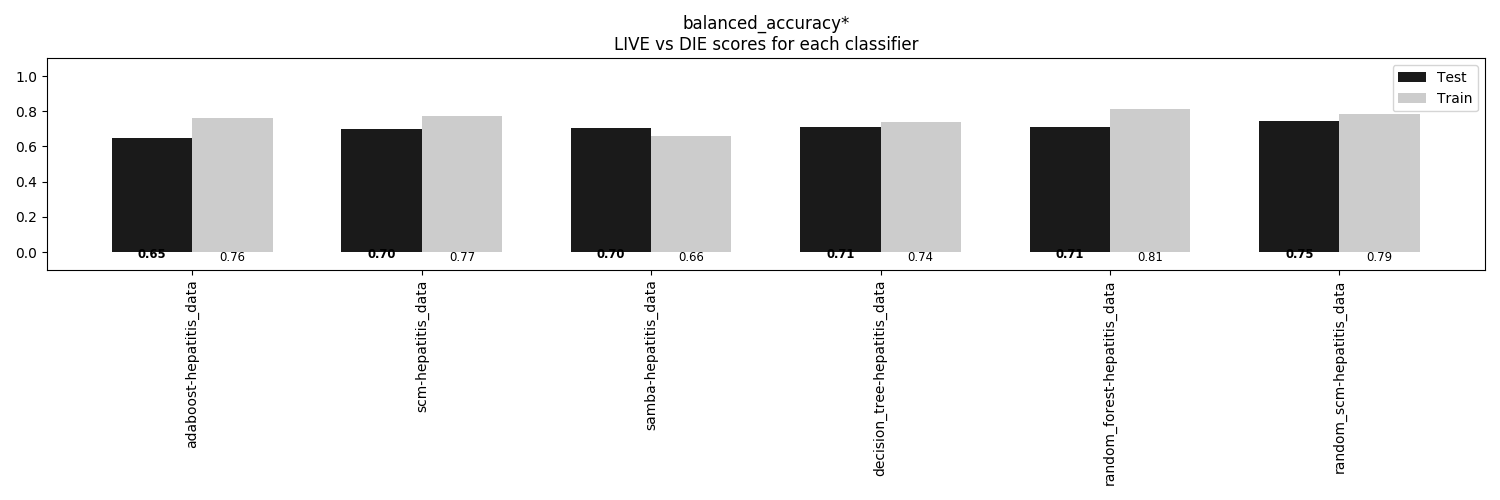 balanced_accuracy*
LIVE vs DIE scores for each classifier
Test
Train
1.0
0.8
0.6
0.4
0.2
0.0
0.65 0.76 0.70 0.77 0.70 0.66 0.71 0.74 0.71 0.81 0.75 0.79
adaboost-hepatitis_data
scm-hepatitis_data
samba-hepatitis_data
decision_tree-hepatitis_data
random_forest-hepatitis_data
random_scm-hepatitis_data